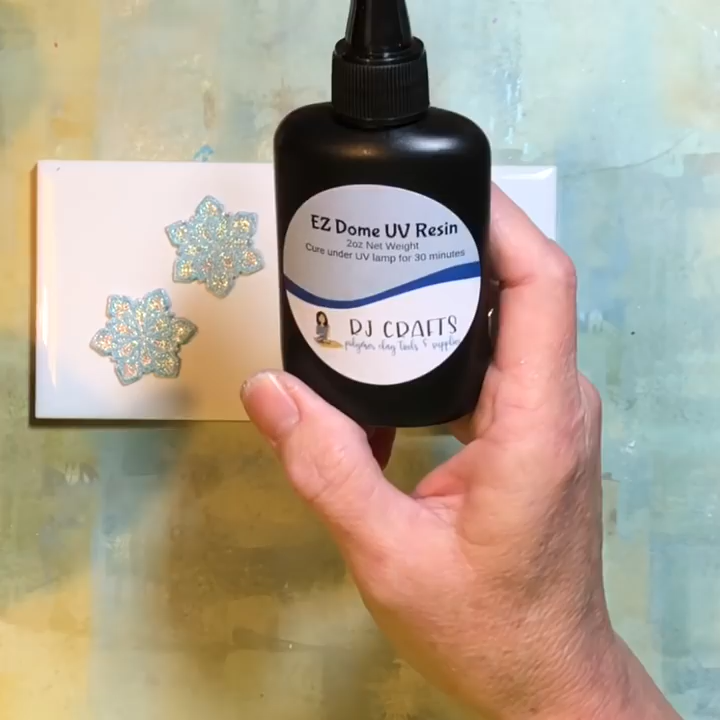 EZ Dome UV Resin
2oz Net Weight
Cure under UV lamp for 30 minutes
DJ CRAFTS
polymer clay tools & supplies